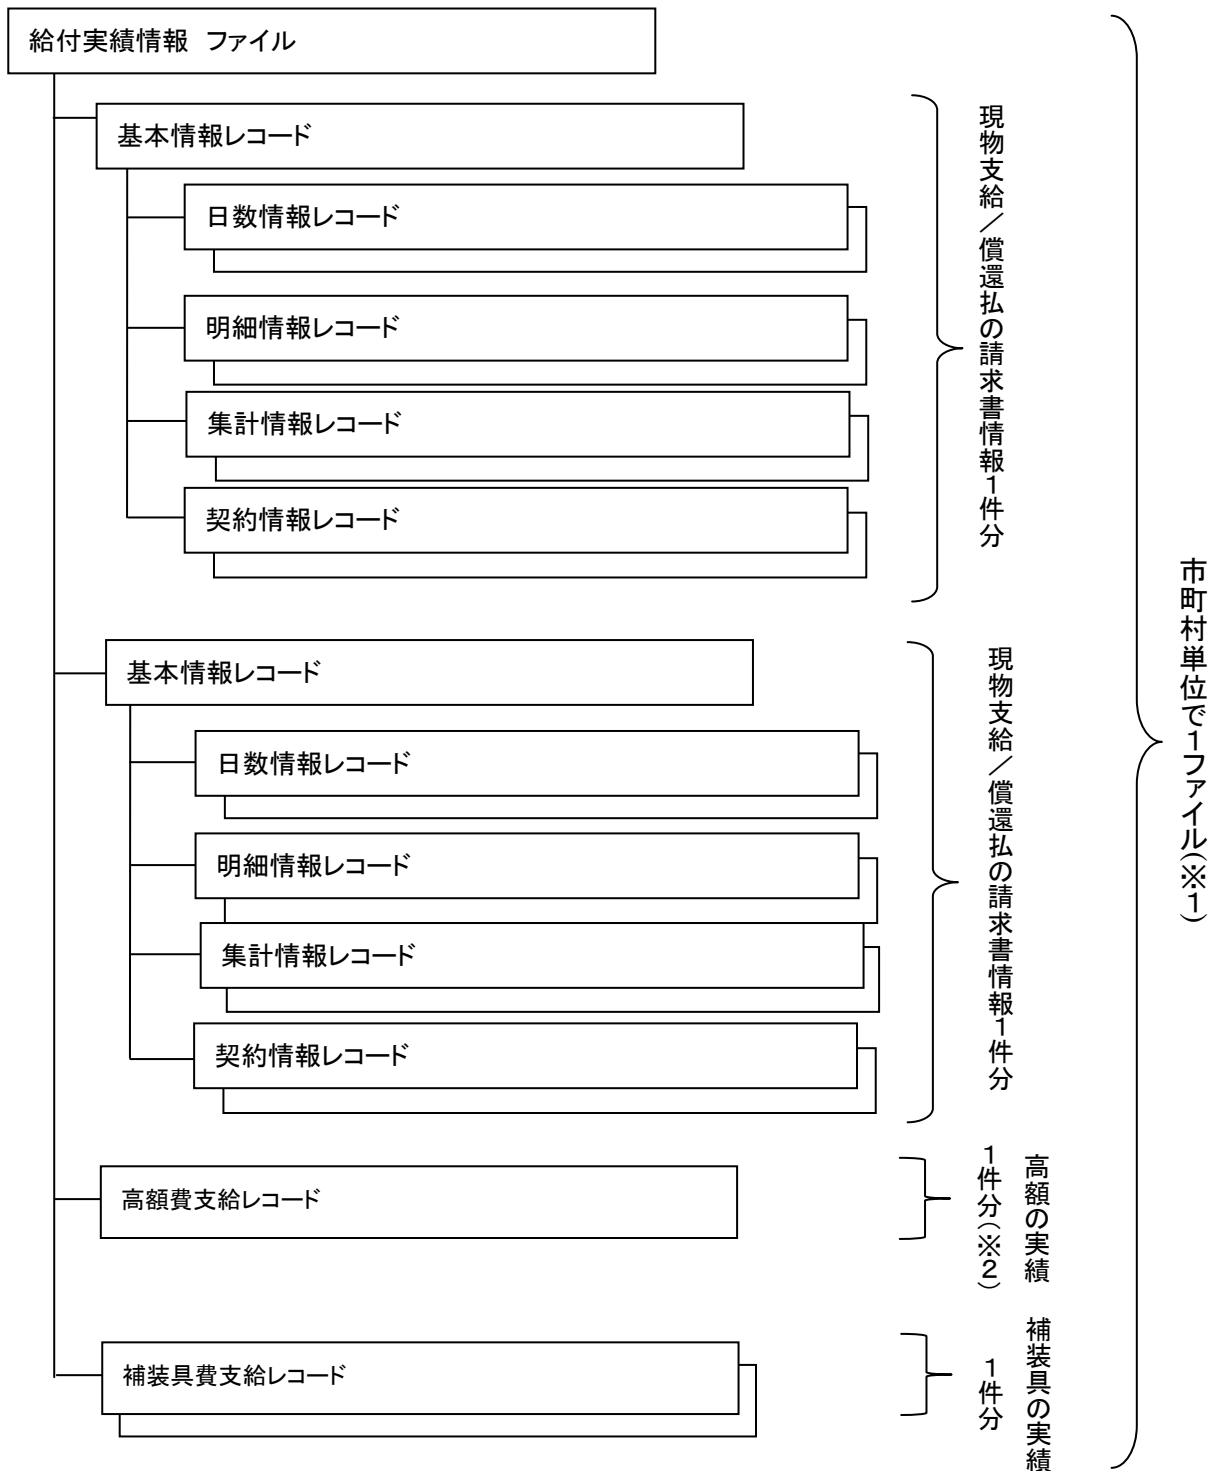 給付実績情報　ファイル
基本情報レコード
日数情報レコード
明細情報レコード
集計情報レコード
契約情報レコード
現物支給／償還払の請求書情報１件分
基本情報レコード
日数情報レコード
明細情報レコード
集計情報レコード
契約情報レコード
現物支給／償還払の請求書情報１件分
高額費支給レコード
高額の実績
１件分（※２）
補装具費支給レコード
補装具の実績
１件分
市町村単位で１ファイル（※１）